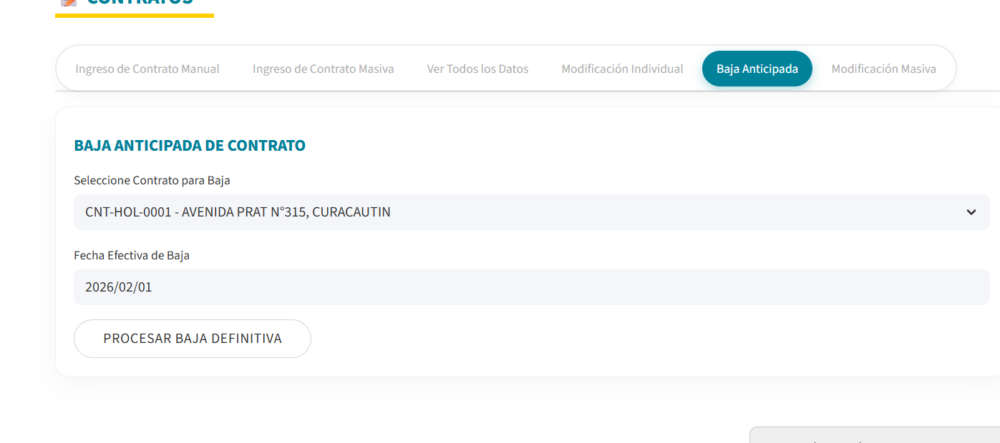 CONTRATOS
Ingreso de Contrato Manual
Ingreso de Contrato Masiva
Ver Todos los Datos
Modificación Individual
Baja Anticipada
Modificación Masiva
BAJA ANTICIPADA DE CONTRATO
Seleccione Contrato para Baja
CNT-HOL-0001 - AVENIDA PRAT N°315, CURACAUTIN
Fecha Efectiva de Baja
2026/02/01
PROCESAR BAJA DEFINITIVA